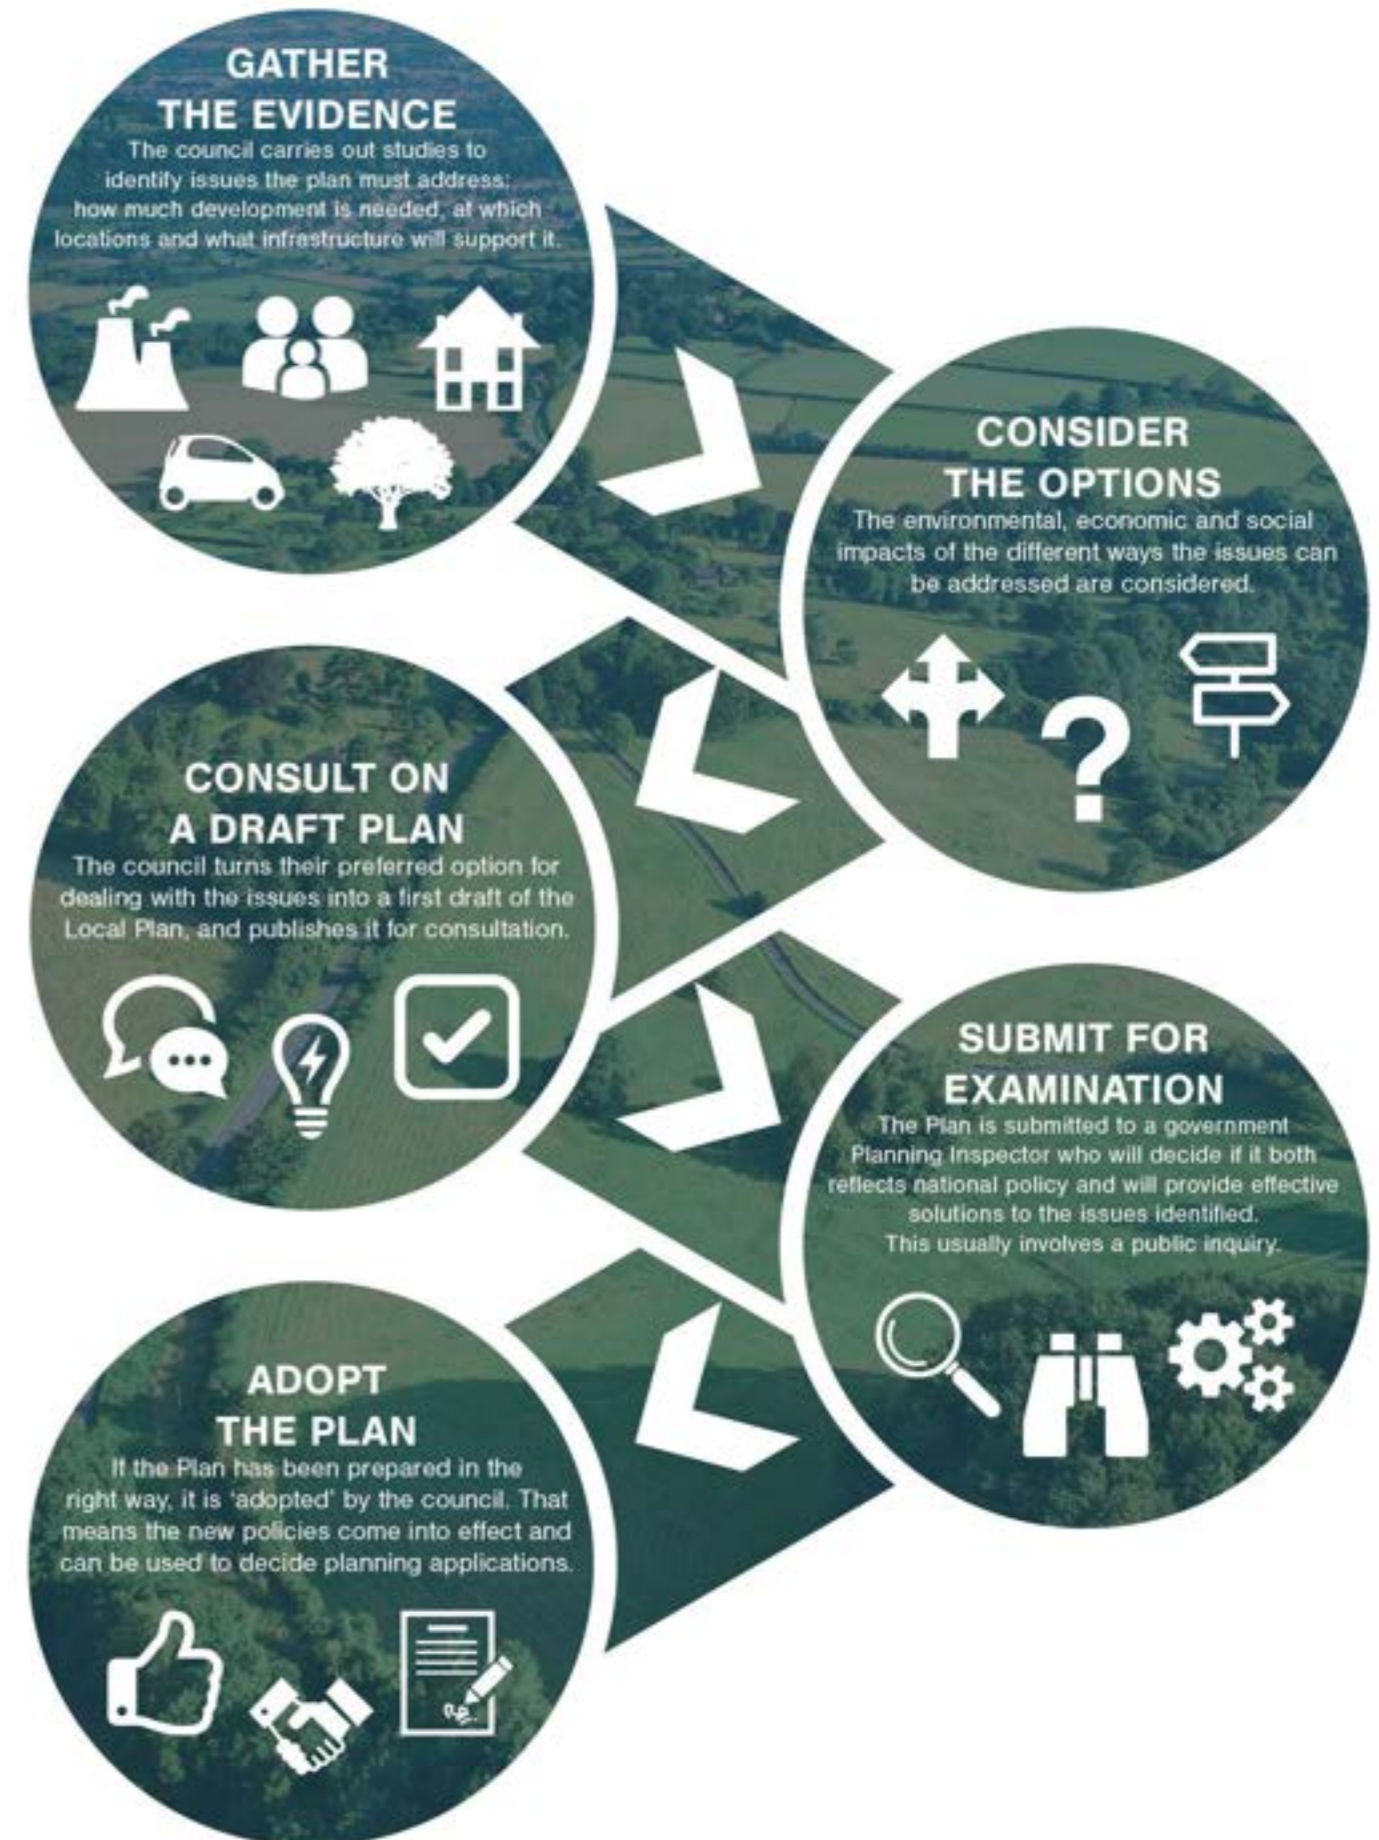 GATHER
THE EVIDENCE
The council carries out studies to
identify issues the plan must address:
how much development is needed, at which
locations and what infrastructure will support it.
CONSIDER
THE OPTIONS
The environmental, economic and social
impacts of the different ways the issues can
be addressed are considered.
CONSULT ON
A DRAFT PLAN
The council turns their preferred option for
dealing with the issues into a first draft of the
Local Plan, and publishes it for consultation.
SUBMIT FOR
EXAMINATION
The Plan is submitted to a government
Planning Inspector who will decide if it both
reflects national policy and will provide effective
solutions to the issues identified.
This usually involves a public inquiry.
ADOPT
THE PLAN
If the Plan has been prepared in the
right way, it is ‘adopted’ by the council. That
means the new policies come into effect and
can be used to decide planning applications.